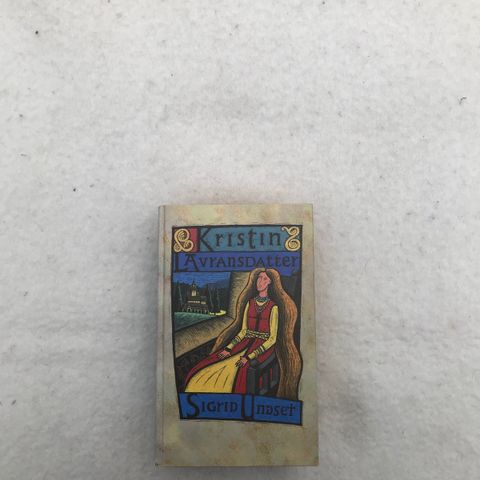 Kristin
Lavransdatter
Sigrid Undset